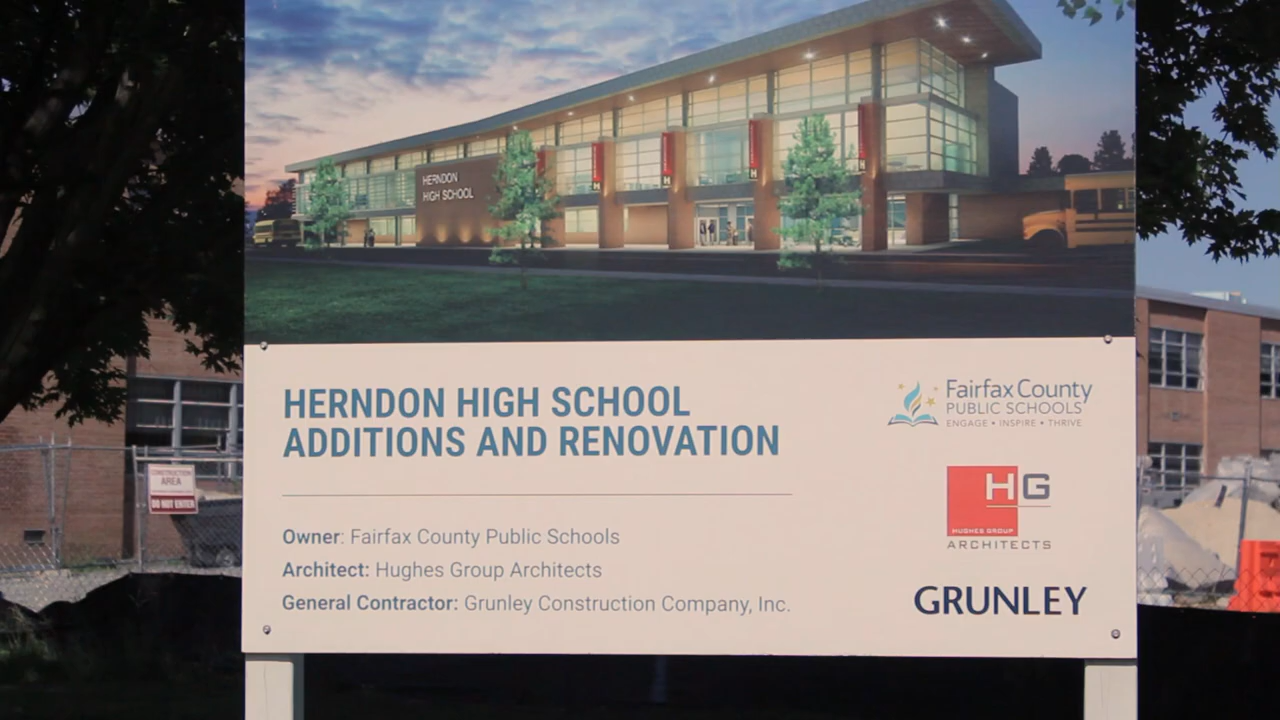 HERNDON
HIGH SCHOOL
H
H
H
H
HERNDON HIGH SCHOOL
ADDITIONS AND RENOVATION
Owner: Fairfax County Public Schools
Architect: Hughes Group Architects
General Contractor: Grunley Construction Company, Inc.
Fairfax County
PUBLIC SCHOOLS
ENGAGE • INSPIRE • THRIVE
HG
HUGHES GROUP
ARCHITECTS
GRUNLEY
CONSTRUCTION
AREA
DO NOT ENTER